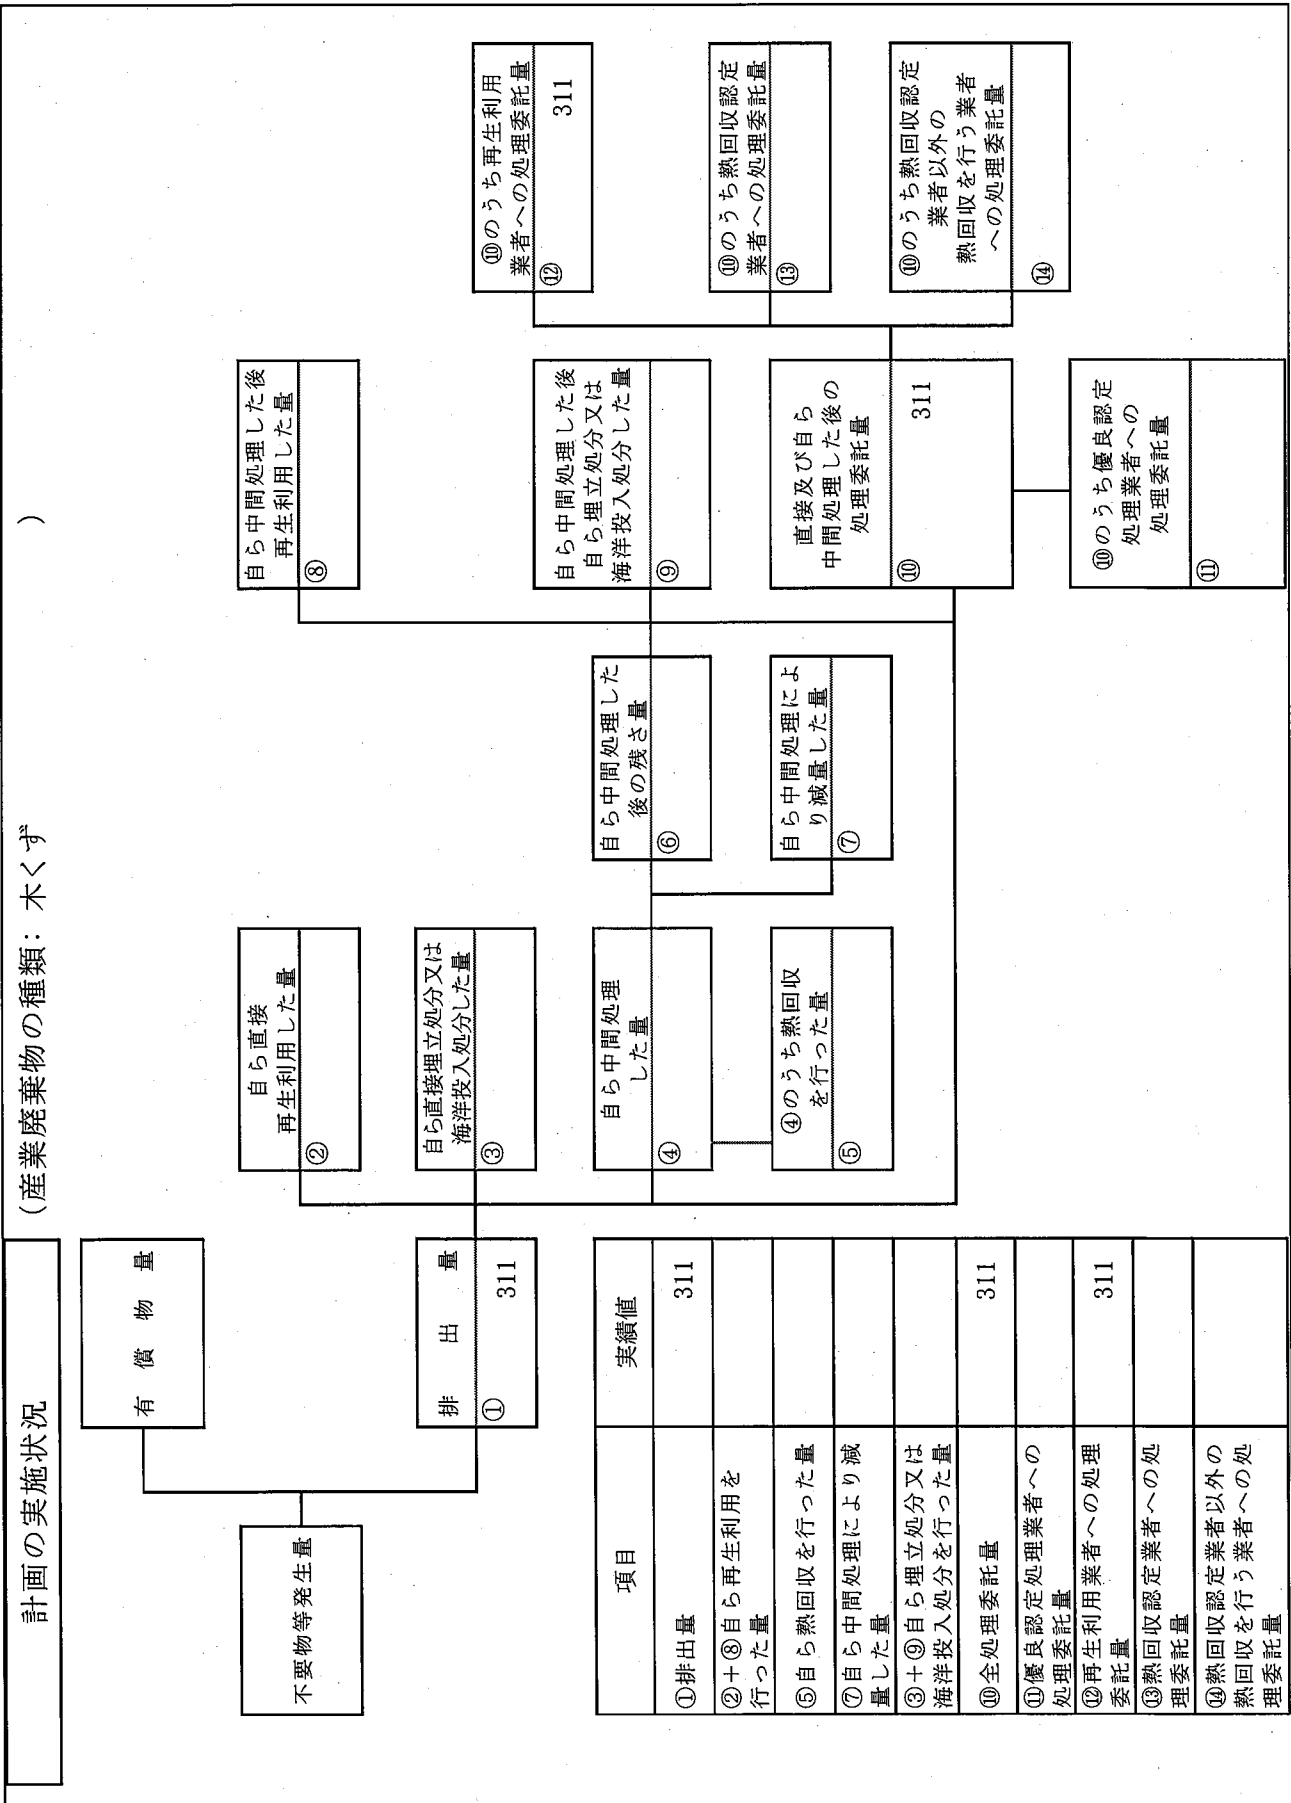 計画の実施状況
(産業廃棄物の種類: 木くず )
有償物量
不要物等発生量
排出量
①
311
自ら直接
再生利用した量
②
自ら直接埋立処分又は
海洋投入処分した量
③
自ら中間処理
した量
④
④のうち熱回収
を行った量
⑤
自ら中間処理した
後の残さ量
⑥
自ら中間処理によ
り減量した量
⑦
自ら中間処理した後
再生利用した量
⑧
自ら中間処理した後
自ら埋立処分又は
海洋投入処分した量
⑨
直接及び自ら
中間処理した後の
処理委託量
⑩
311
⑩のうち優良認定
処理業者への
処理委託量
⑪
⑩のうち再生利用
業者への処理委託量
⑫
311
⑩のうち熱回収認定
業者への処理委託量
⑬
⑩のうち熱回収認定
業者以外の
熱回収を行う業者
への処理委託量
⑭
項目 実績値
①排出量 311
②+⑧自ら再生利用を
行った量
⑤自ら熱回収を行った量
⑦自ら中間処理により減
量した量
③+⑨自ら埋立処分又は
海洋投入処分を行った量
⑩全処理委託量 311
⑪優良認定処理業者への
処理委託量
⑫再生利用業者への処理
委託量 311
⑬熱回収認定業者への処
理委託量
⑭熱回収認定業者以外の
熱回収を行う業者への処
理委託量